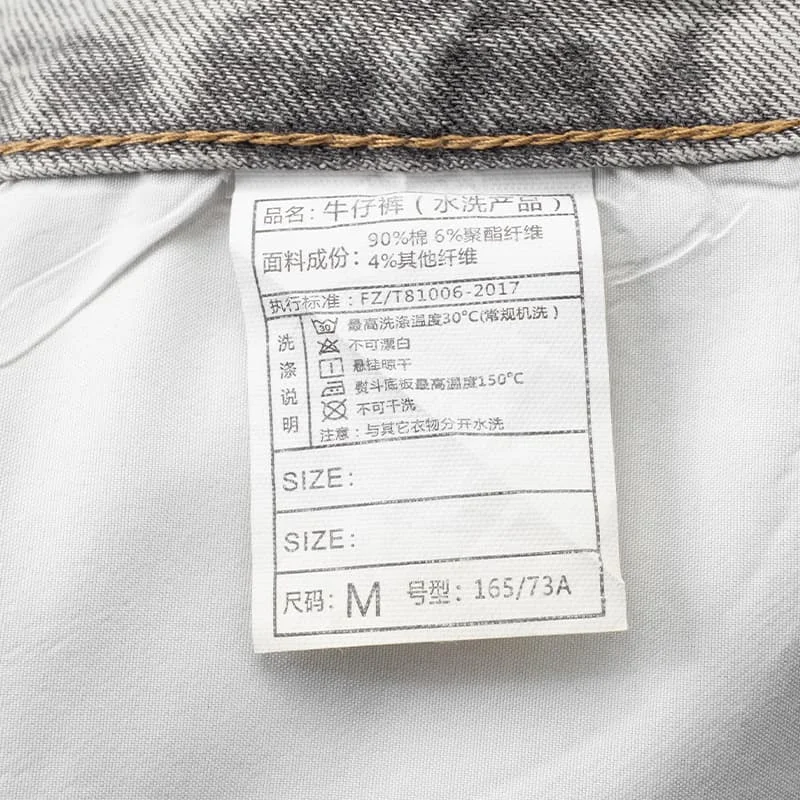 品名: 牛仔裤 ( 水洗产品 )
面料成份: 90%棉 6%聚酯纤维
4%其他纤维
执行标准 : FZ/T81006-2017
洗涤说明
30 最高洗涤温度30°C(常规机洗 )
不可漂白
悬挂晾干
熨斗底板最高温度150°C
不可干洗
注意 : 与其它衣物分开水洗
SIZE:
SIZE:
尺码: M 号型: 165/73A